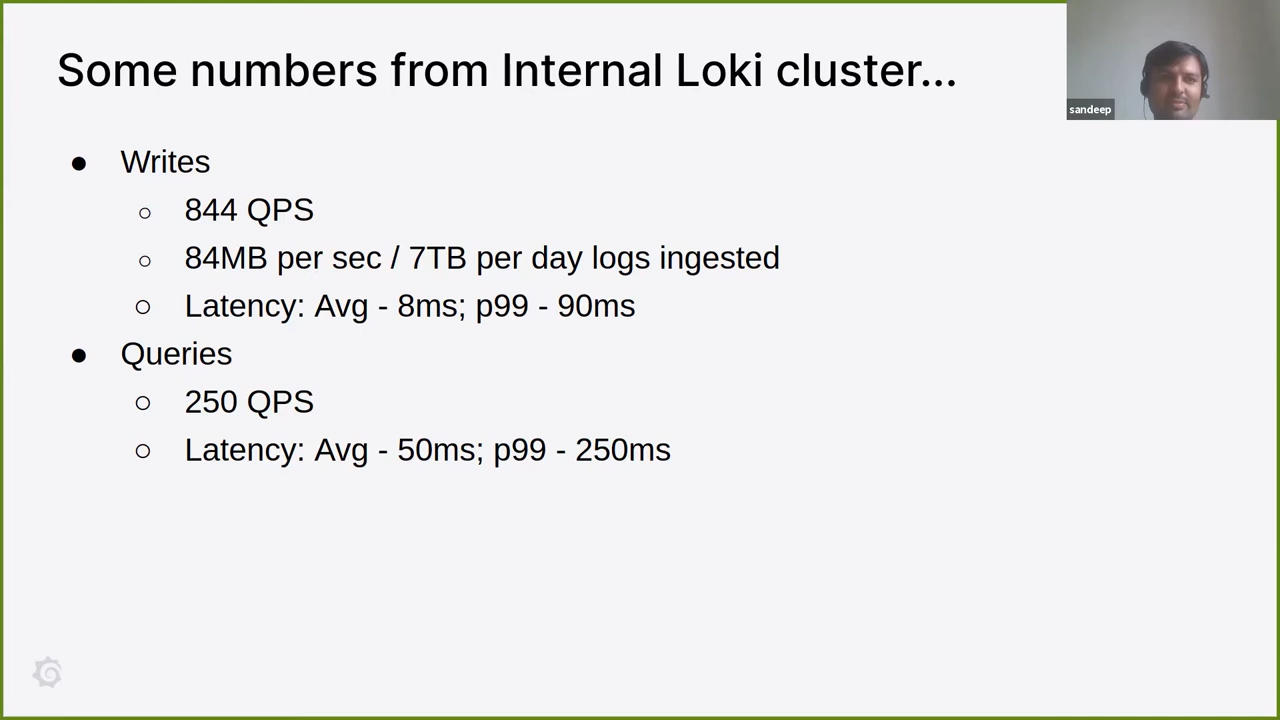 Some numbers from Internal Loki cluster...
sandeep
● Writes
○ 844 QPS
○ 84MB per sec / 7TB per day logs ingested
○ Latency: Avg - 8ms; p99 - 90ms
● Queries
○ 250 QPS
○ Latency: Avg - 50ms; p99 - 250ms